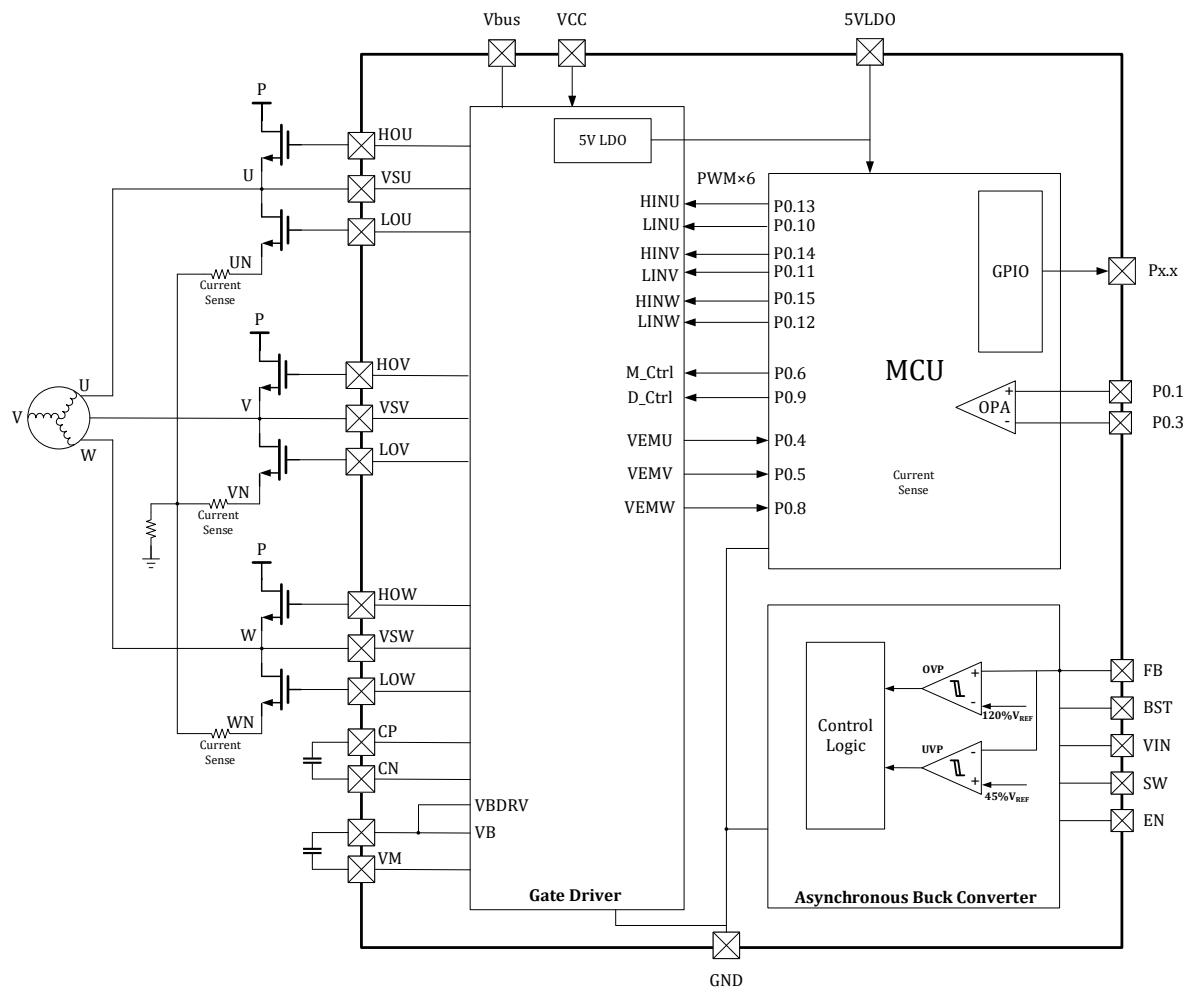 Vbus
VCC
5VLDO
P
HOU
5V LDO
U
VSU
PWM×6
HINU
P0.13
LOU
LINU
P0.10
UN
HINV
P0.14
GPIO
Px.x
Current
Sense
LINV
P0.11
HINW
P0.15
P
LINW
P0.12
HOV
M_Ctrl
P0.6
MCU
U
D_Ctrl
P0.9
+
P0.1
V
V
VSV
OPA
-
P0.3
W
LOV
VEMU
P0.4
VN
VEMV
P0.5
Current
Sense
Current
Sense
VEMW
P0.8
P
HOW
W
VSW
LOW
OVP
+
FB
WN
-
120%VREF
BST
Current
Sense
CP
Control
Logic
UVP
-
VIN
CN
+
45%VREF
SW
VBDRV
EN
VB
VM
Gate Driver
Asynchronous Buck Converter
GND